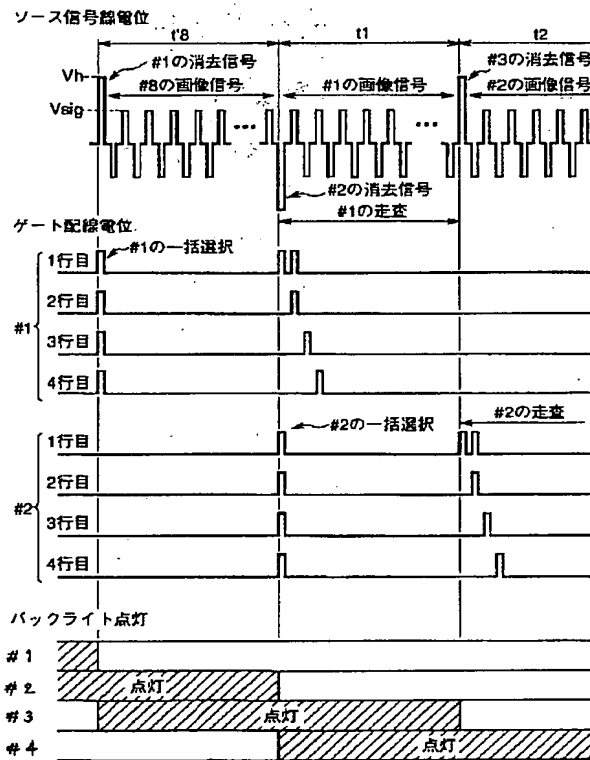 ソース信号線電位
t'8 t1 t2
Vh
#1の消去信号
#3の消去信号
#8の画像信号 #1の画像信号 #2の画像信号
Vsig
... ...
#2の消去信号
#1の走査
ゲート配線電位
#1の一括選択
#1
1行目
2行目
3行目
4行目
#2の一括選択
#2の走査
#2
1行目
2行目
3行目
4行目
バックライト点灯
#1
#2 点灯
#3 点灯
#4 点灯